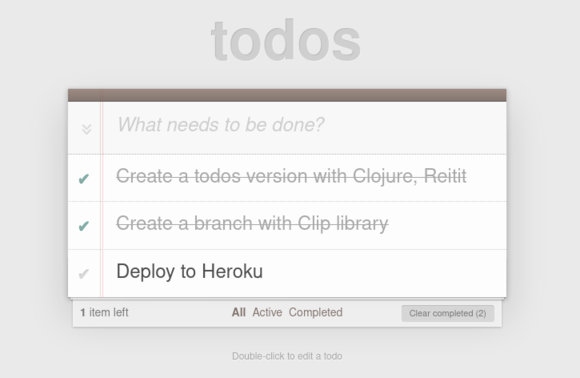 todos
What needs to be done?
Create a todos version with Clojure, Reitit
Create a branch with Clip library
Deploy to Heroku
1 item left All Active Completed Clear completed (2)
Double-click to edit a todo